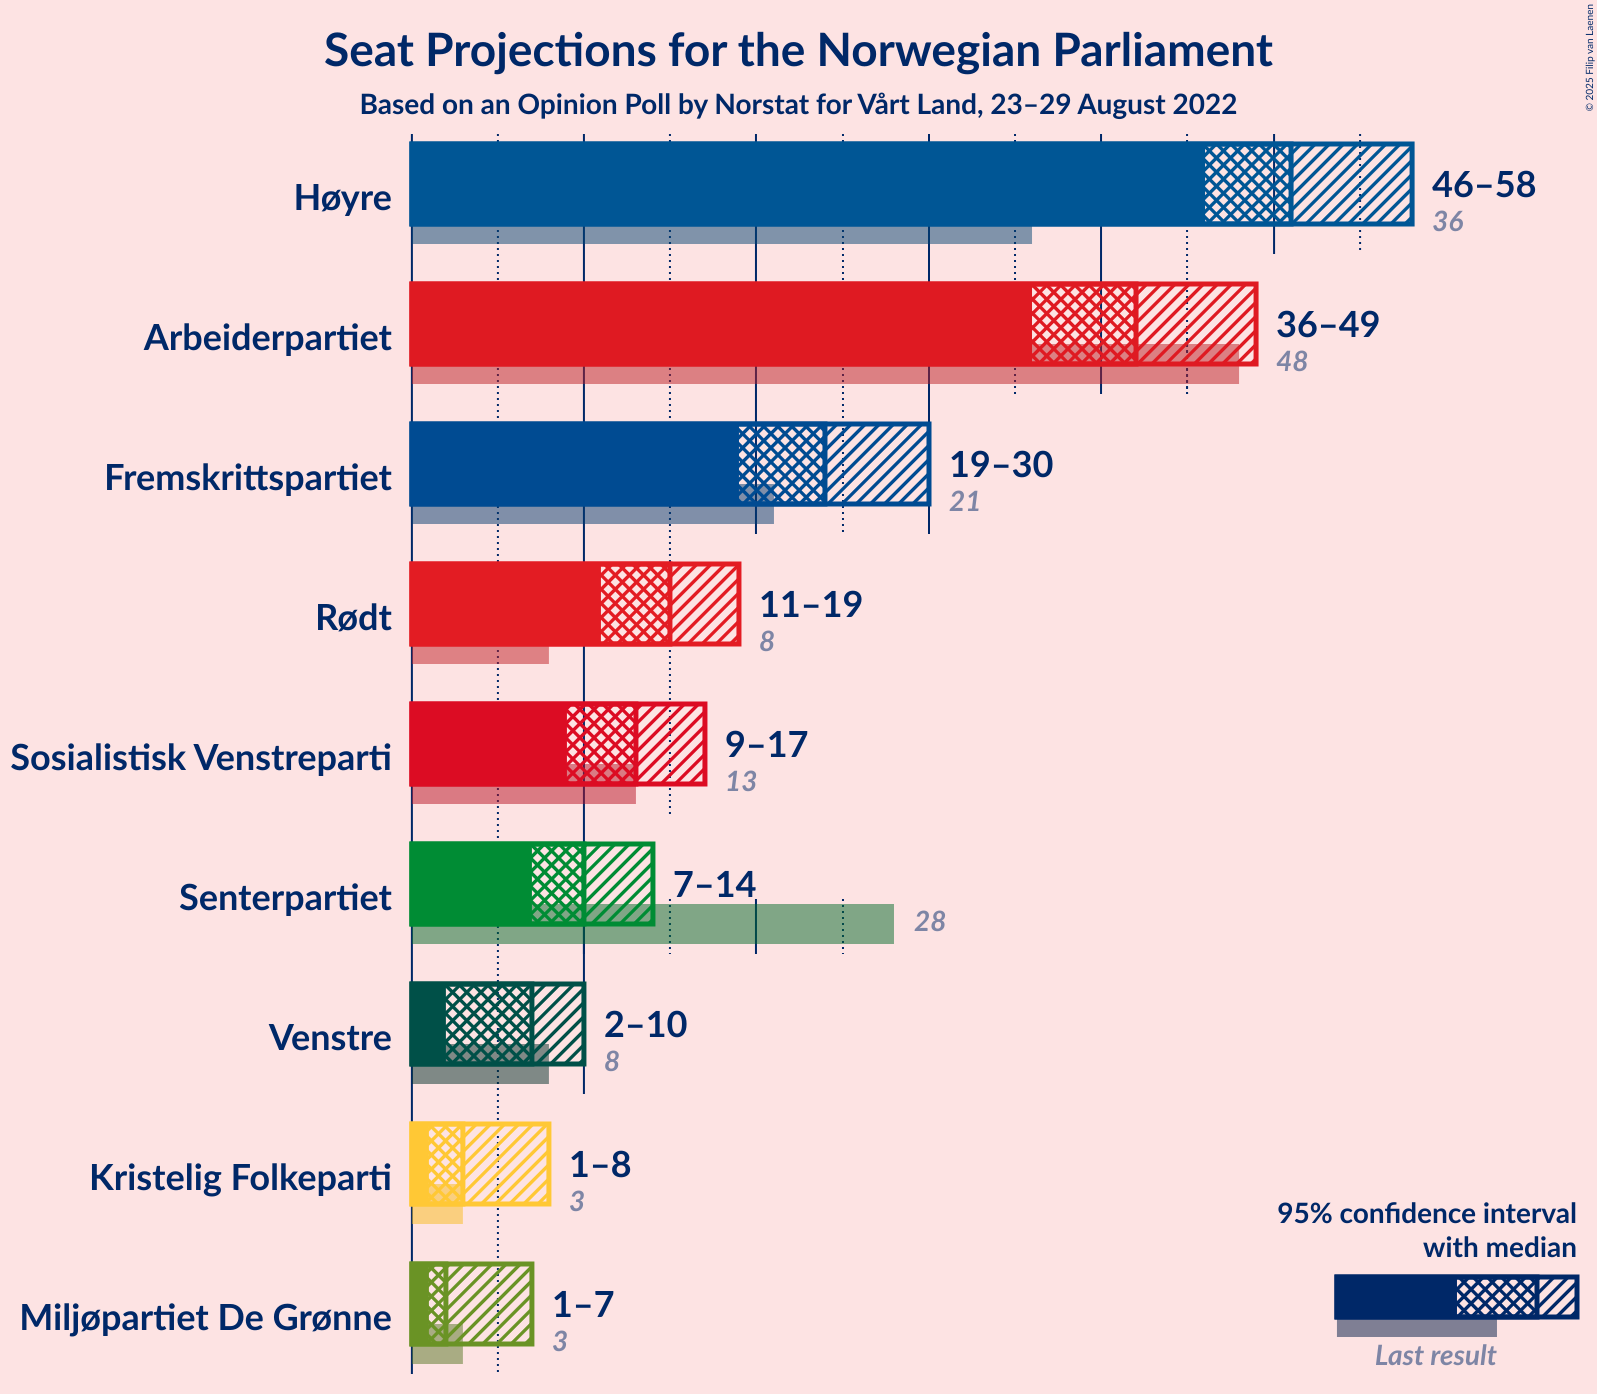 Seat Projections for the Norwegian Parliament
Based on an Opinion Poll by Norstat for Vårt Land, 23–29 August 2022
© 2025 Filip van Laenen
Høyre
46–58
36
Arbeiderpartiet
36–49
48
Fremskrittspartiet
19–30
21
Rødt
11–19
8
Sosialistisk Venstreparti
9–17
13
Senterpartiet
7–14
28
Venstre
2–10
8
Kristelig Folkeparti
1–8
3
Miljøpartiet De Grønne
1–7
3
95% confidence interval
with median
Last result